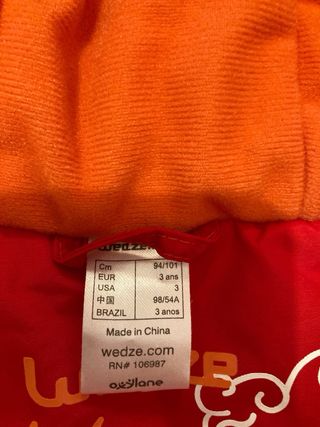 wedze
Cm 94/101
EUR 3 ans
USA 3
中国 98/54A
BRAZIL 3 anos
Made in China
wedze.com
RN# 106987
oxylane